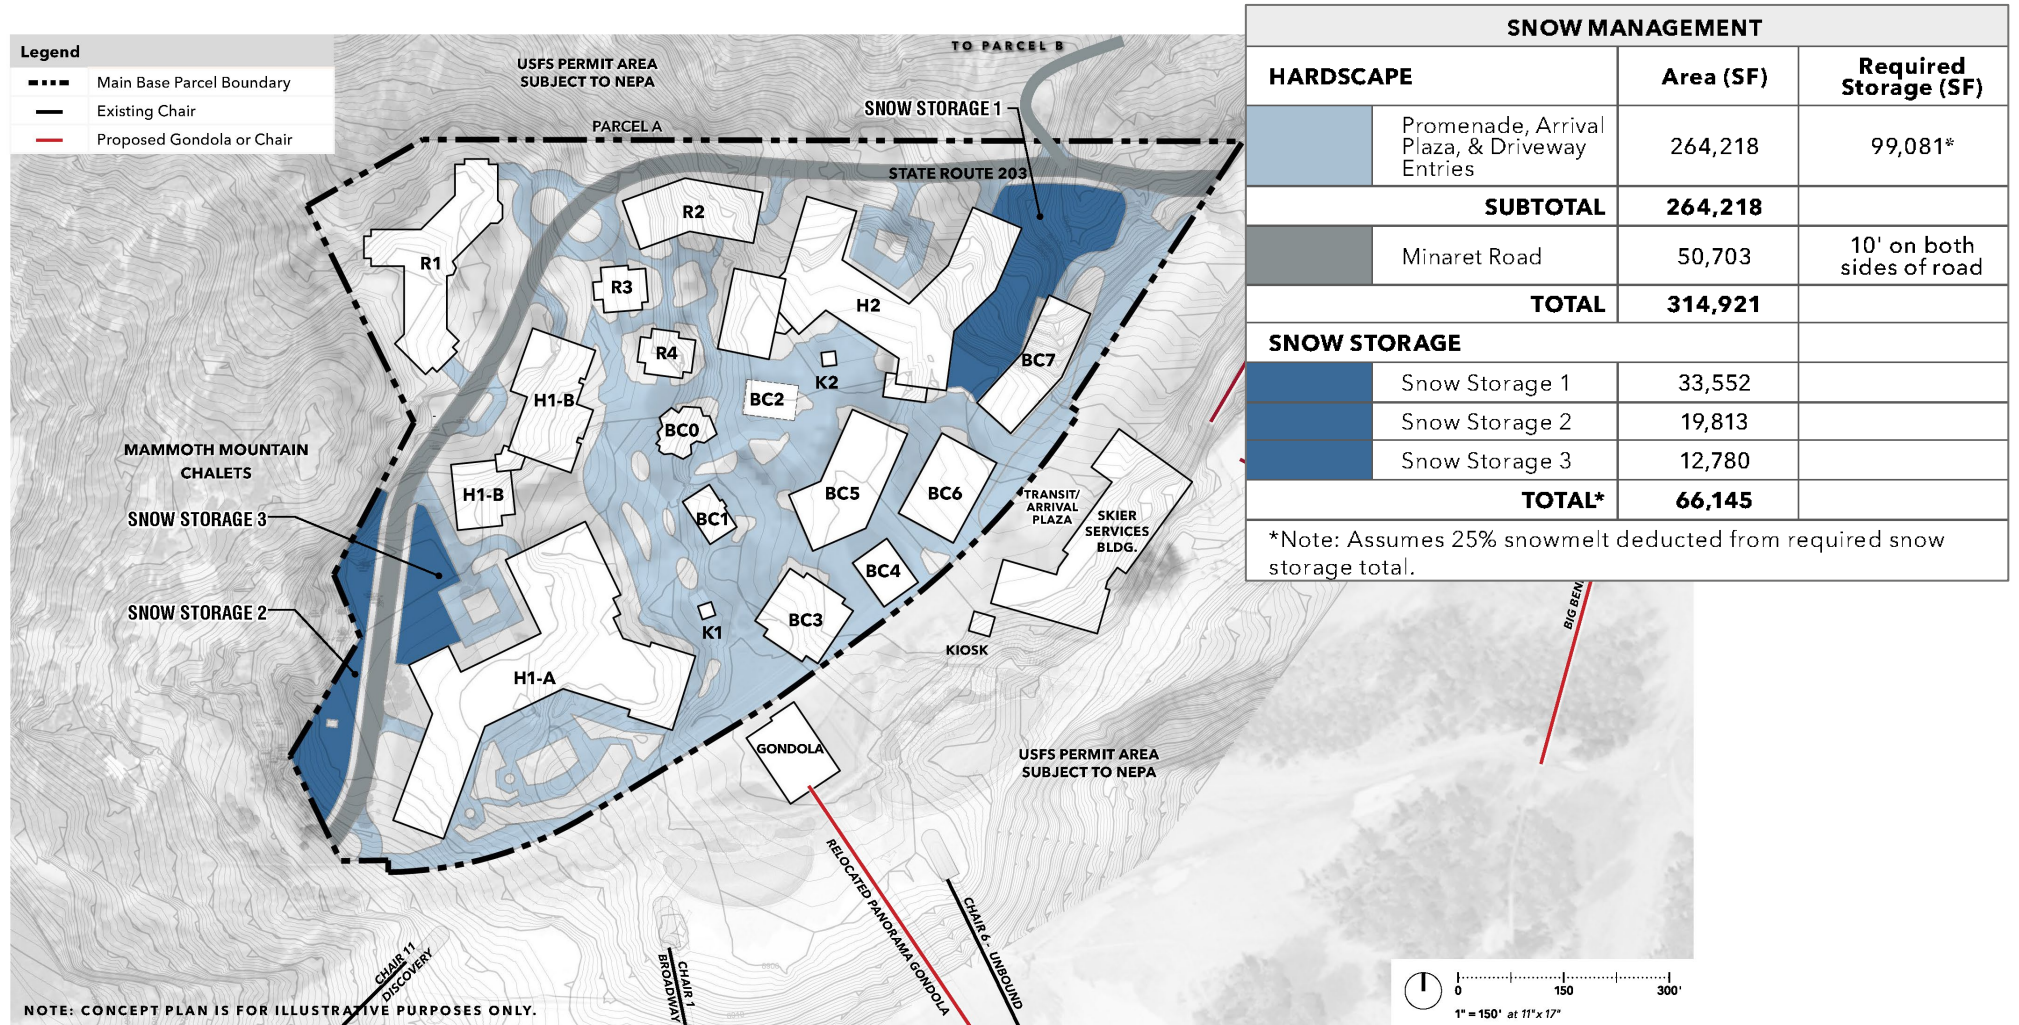 Legend
Main Base Parcel Boundary
Existing Chair
Proposed Gondola or Chair
USFS PERMIT AREA
SUBJECT TO NEPA
TO PARCEL B
SNOW STORAGE 1
PARCEL A
STATE ROUTE 203
R1
R2
R3
R4
H2
K2
BC7
BC2
BC0
H1-B
H1-B
BC1
BC5
BC6
BC4
BC3
K1
H1-A
MAMMOTH MOUNTAIN
CHALETS
SNOW STORAGE 3
SNOW STORAGE 2
TRANSIT/
ARRIVAL
PLAZA
SKIER
SERVICES
BLDG.
KIOSK
GONDOLA
USFS PERMIT AREA
SUBJECT TO NEPA
RELOCATED PANORAMA GONDOLA
CHAIR 6 - UNBOUND
CHAIR 1
BROADWAY
CHAIR 11
DISCOVERY
NOTE: CONCEPT PLAN IS FOR ILLUSTRATIVE PURPOSES ONLY.
SNOW MANAGEMENT
HARDSCAPE Area (SF) Required
Storage (SF)
Promenade, Arrival
Plaza, & Driveway
Entries
264,218 99,081*
SUBTOTAL 264,218
Minaret Road 50,703 10' on both
sides of road
TOTAL 314,921
SNOW STORAGE
Snow Storage 1 33,552
Snow Storage 2 19,813
Snow Storage 3 12,780
TOTAL* 66,145
*Note: Assumes 25% snowmelt deducted from required snow
storage total.
0 150 300'
1" = 150' at 11"x 17"